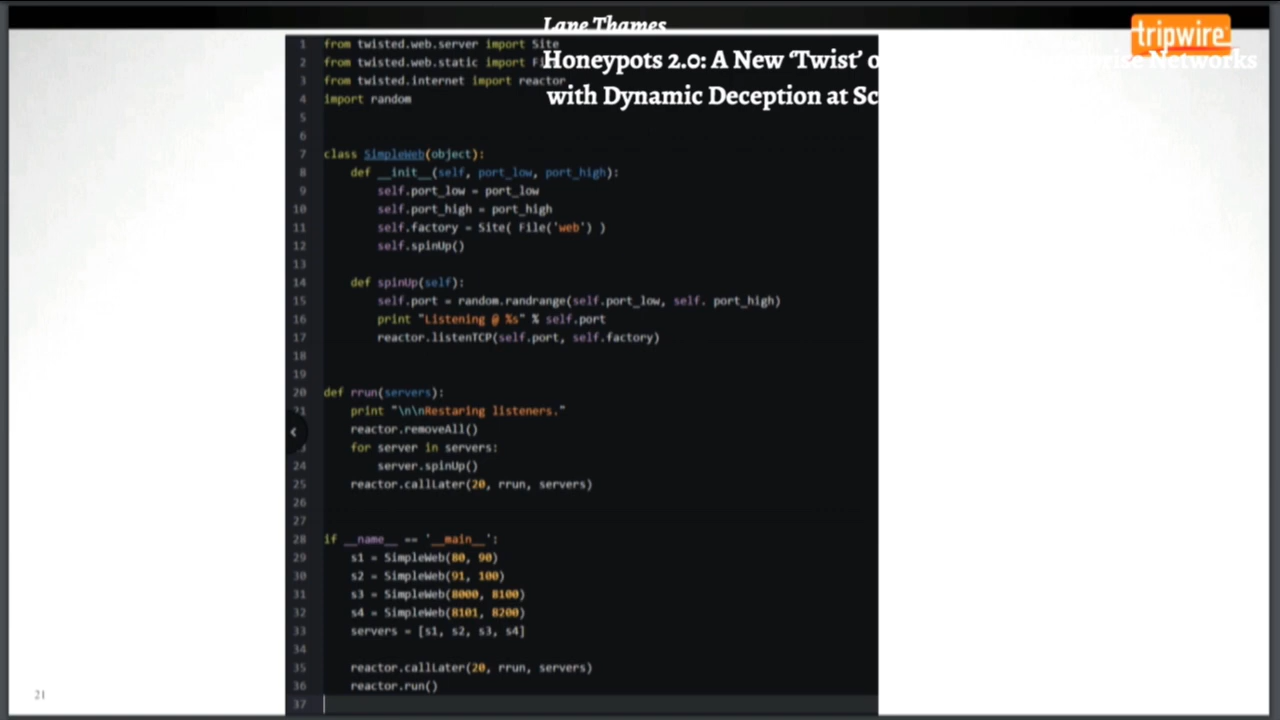 Lane Thames
tripwire
Honeypots 2.0: A New ‘Twist’ o
rise Networks
with Dynamic Deception at Sc
1 from twisted.web.server import Site
2 from twisted.web.static import Fi
3 from twisted.internet import reactor
4 import random
5
6
7 class SimpleWeb(object):
8 def __init__(self, port_low, port_high):
9 self.port_low = port_low
10 self.port_high = port_high
11 self.factory = Site( File('web') )
12 self.spinUp()
13
14 def spinUp(self):
15 self.port = random.randrange(self.port_low, self. port_high)
16 print "Listening @ %s" % self.port
17 reactor.listenTCP(self.port, self.factory)
18
19
20 def rrun(servers):
21 print "\n\nRestaring listeners."
reactor.removeAll()
3 for server in servers:
24 server.spinUp()
25 reactor.callLater(20, rrun, servers)
26
27
28 if __name__ == '__main__':
29 s1 = SimpleWeb(80, 90)
30 s2 = SimpleWeb(91, 100)
31 s3 = SimpleWeb(8000, 8100)
32 s4 = SimpleWeb(8101, 8200)
33 servers = [s1, s2, s3, s4]
34
35 reactor.callLater(20, rrun, servers)
36 reactor.run()
37
21